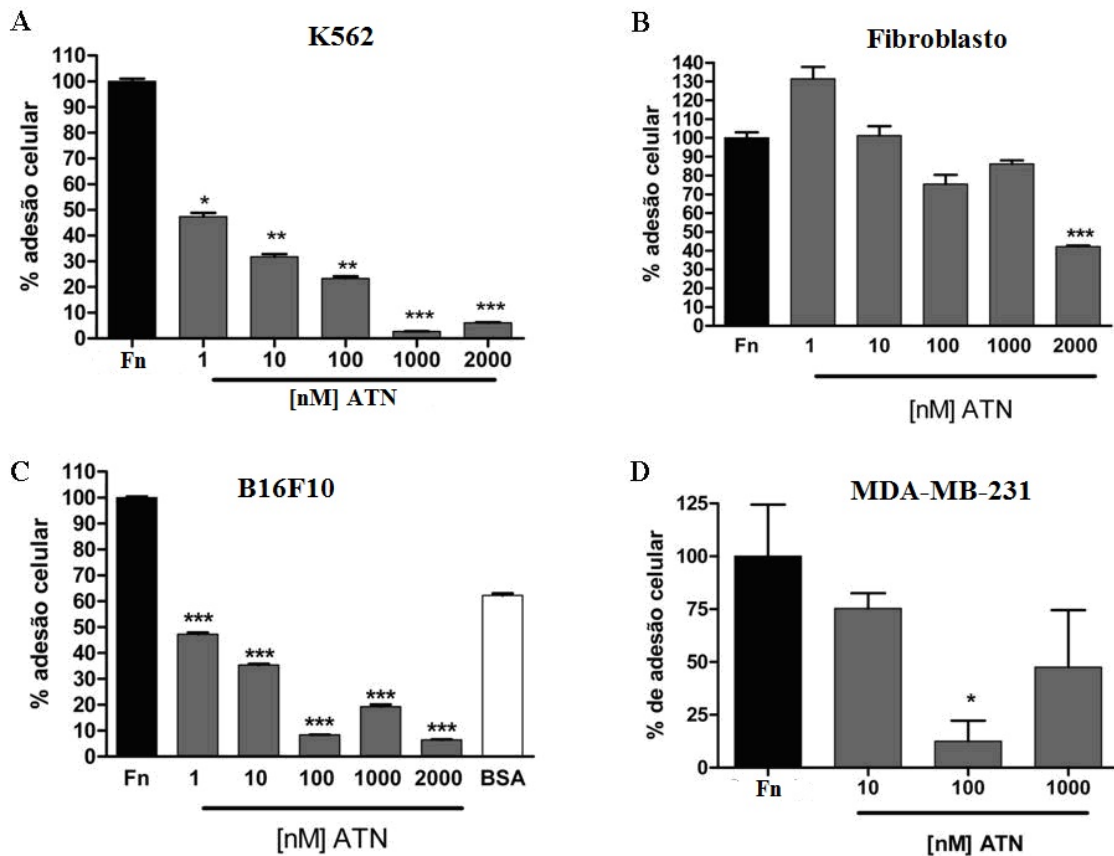 A
K562
% adesão celular
110
100
90
80
70
60
50
40
30
20
10
0
*
**
**
***
***
Fn 1 10 100 1000 2000
[nM] ATN
B
Fibroblasto
% adesão celular
140
130
120
110
100
90
80
70
60
50
40
30
20
10
0
***
Fn 1 10 100 1000 2000
[nM] ATN
C
B16F10
% adesão celular
110
100
90
80
70
60
50
40
30
20
10
0
***
***
***
***
***
Fn 1 10 100 1000 2000 BSA
[nM] ATN
D
MDA-MB-231
% de adesão celular
125
100
75
50
25
0
*
Fn 10 100 1000
[nM] ATN